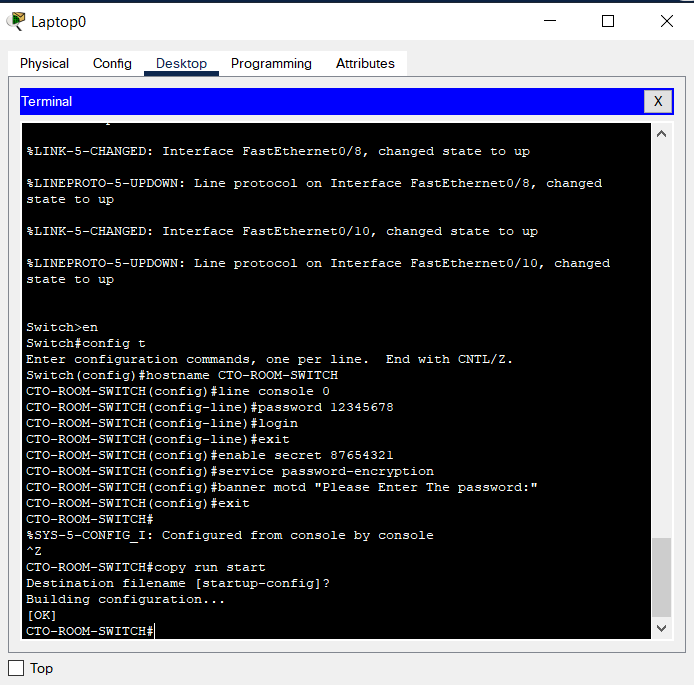 Laptop0
Physical Config Desktop Programming Attributes
Terminal X
%LINK-5-CHANGED: Interface FastEthernet0/8, changed state to up
%LINEPROTO-5-UPDOWN: Line protocol on Interface FastEthernet0/8, changed
state to up
%LINK-5-CHANGED: Interface FastEthernet0/10, changed state to up
%LINEPROTO-5-UPDOWN: Line protocol on Interface FastEthernet0/10, changed
state to up
Switch>en
Switch#config t
Enter configuration commands, one per line.  End with CNTL/Z.
Switch(config)#hostname CTO-ROOM-SWITCH
CTO-ROOM-SWITCH(config)#line console 0
CTO-ROOM-SWITCH(config-line)#password 12345678
CTO-ROOM-SWITCH(config-line)#login
CTO-ROOM-SWITCH(config-line)#exit
CTO-ROOM-SWITCH(config)#enable secret 87654321
CTO-ROOM-SWITCH(config)#service password-encryption
CTO-ROOM-SWITCH(config)#banner motd "Please Enter The password:"
CTO-ROOM-SWITCH(config)#exit
CTO-ROOM-SWITCH#
%SYS-5-CONFIG_I: Configured from console by console
^Z
CTO-ROOM-SWITCH#copy run start
Destination filename [startup-config]?
Building configuration...
[OK]
CTO-ROOM-SWITCH#
Top